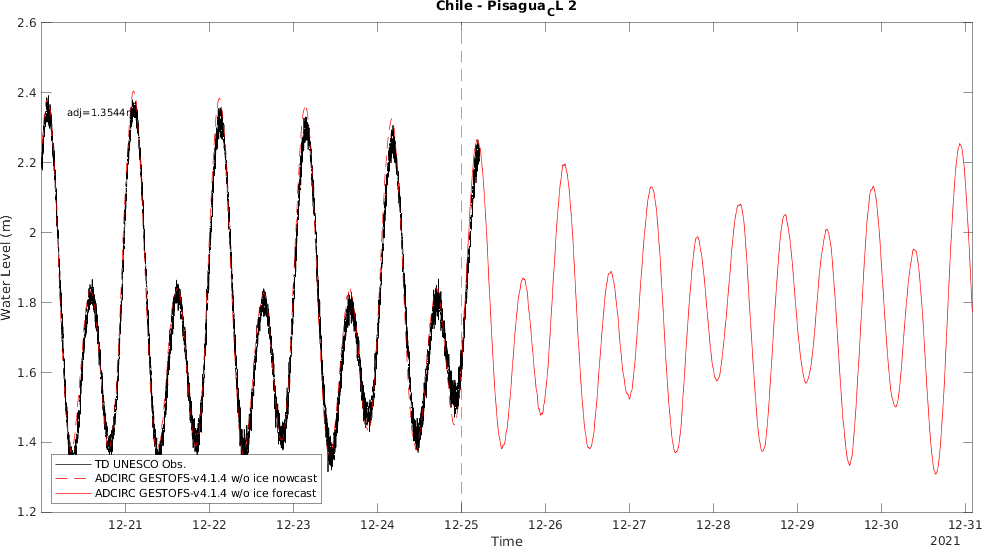 Chile - Pisagua_CL 2
2.6
2.4
2.2
2
1.8
1.6
1.4
1.2
Water Level (m)
adj=1.3544
TD UNESCO Obs.
ADCIRC GESTOFS-v4.1.4 w/o ice nowcast
ADCIRC GESTOFS-v4.1.4 w/o ice forecast
12-21 12-22 12-23 12-24 12-25 12-26 12-27 12-28 12-29 12-30 12-31
Time
2021